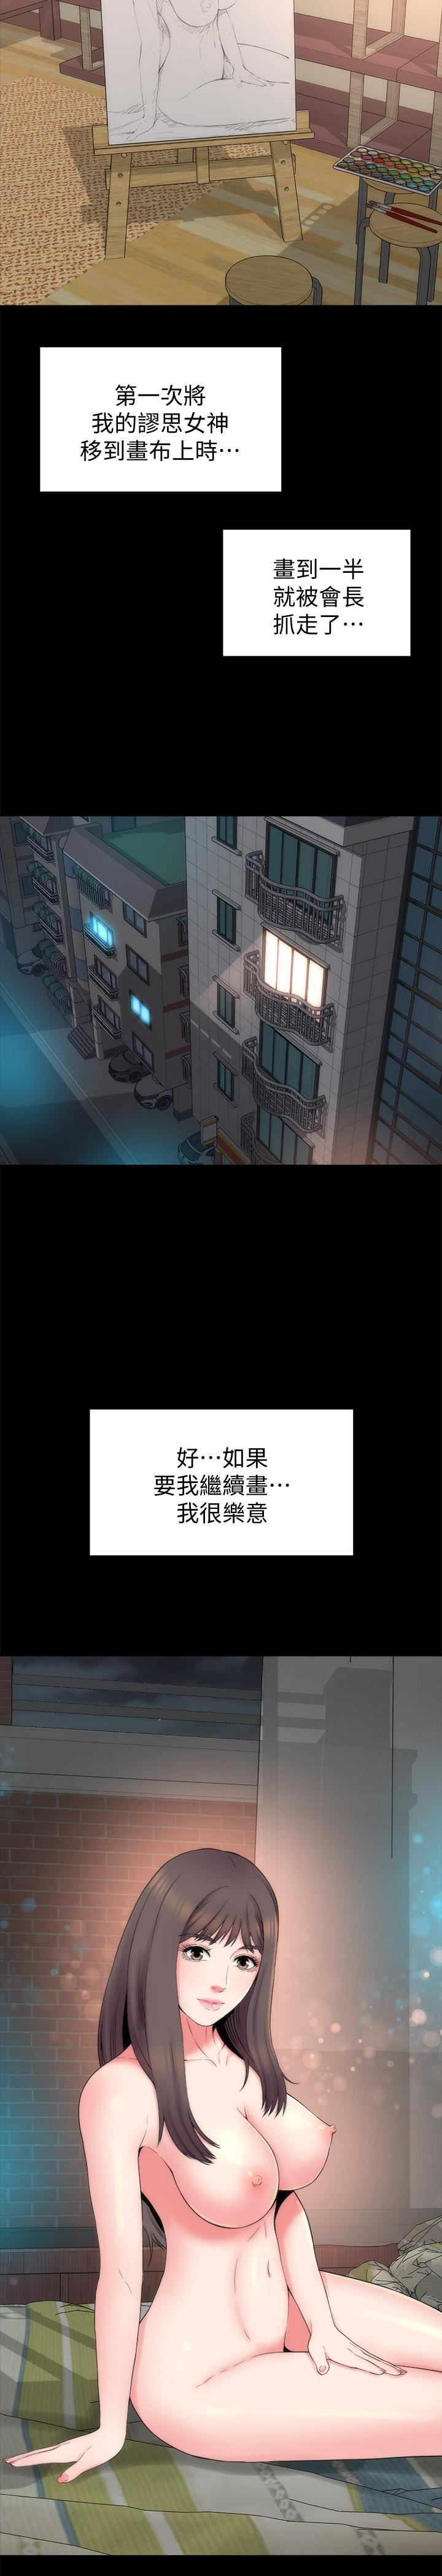 第一次將
我的謬思女神
移到畫布上時⋯
畫到一半
就被會長
抓走了⋯
好⋯如果
要我繼續畫⋯
我很樂意